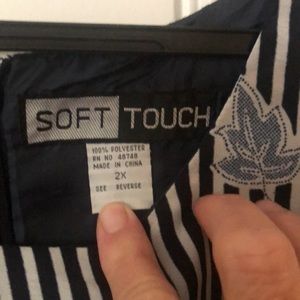 SOFT TOUCH
100% POLYESTER
RN NO 48748
MADE IN CHINA
2X
SEE REVERSE